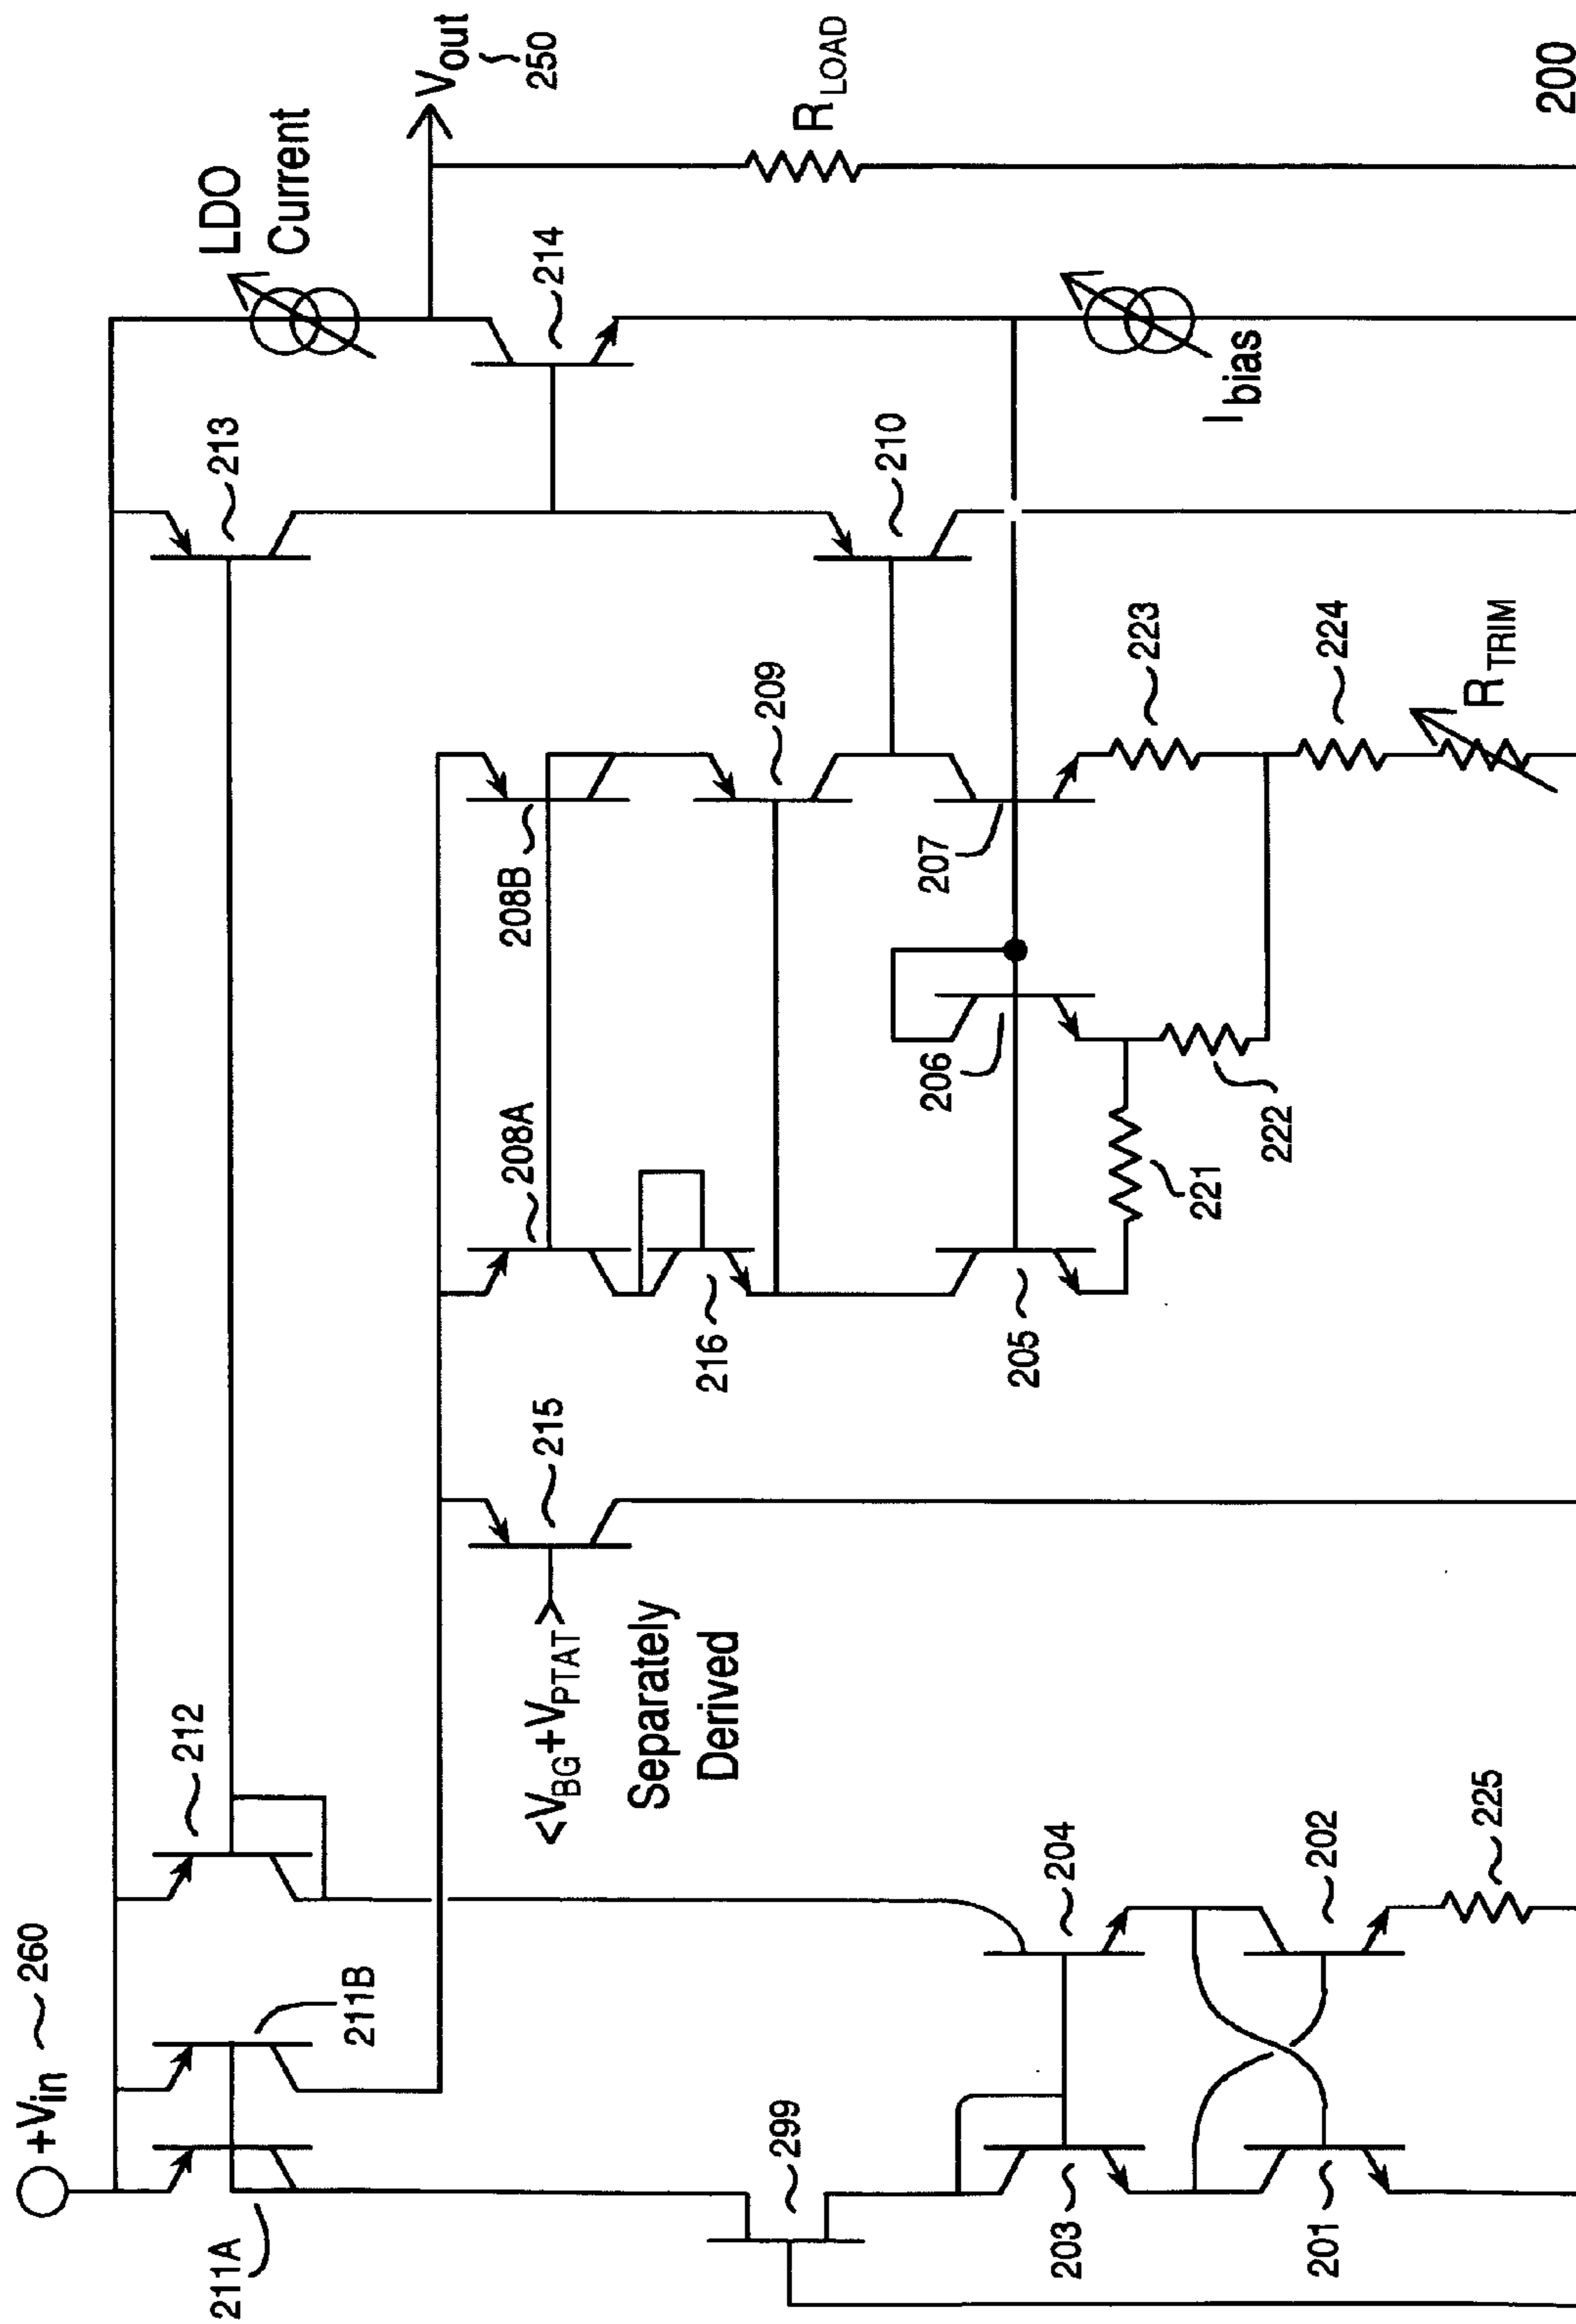 +Vin 260
211A
211B
212
213
LDO
Current
Vout
250
214
208A
208B
215
<VBG+VPTAT>
Separately
Derived
216
209
210
RLOAD
299
203
204
205
206
207
Ibias
201
202
221
222
223
224
225
RTRIM
200